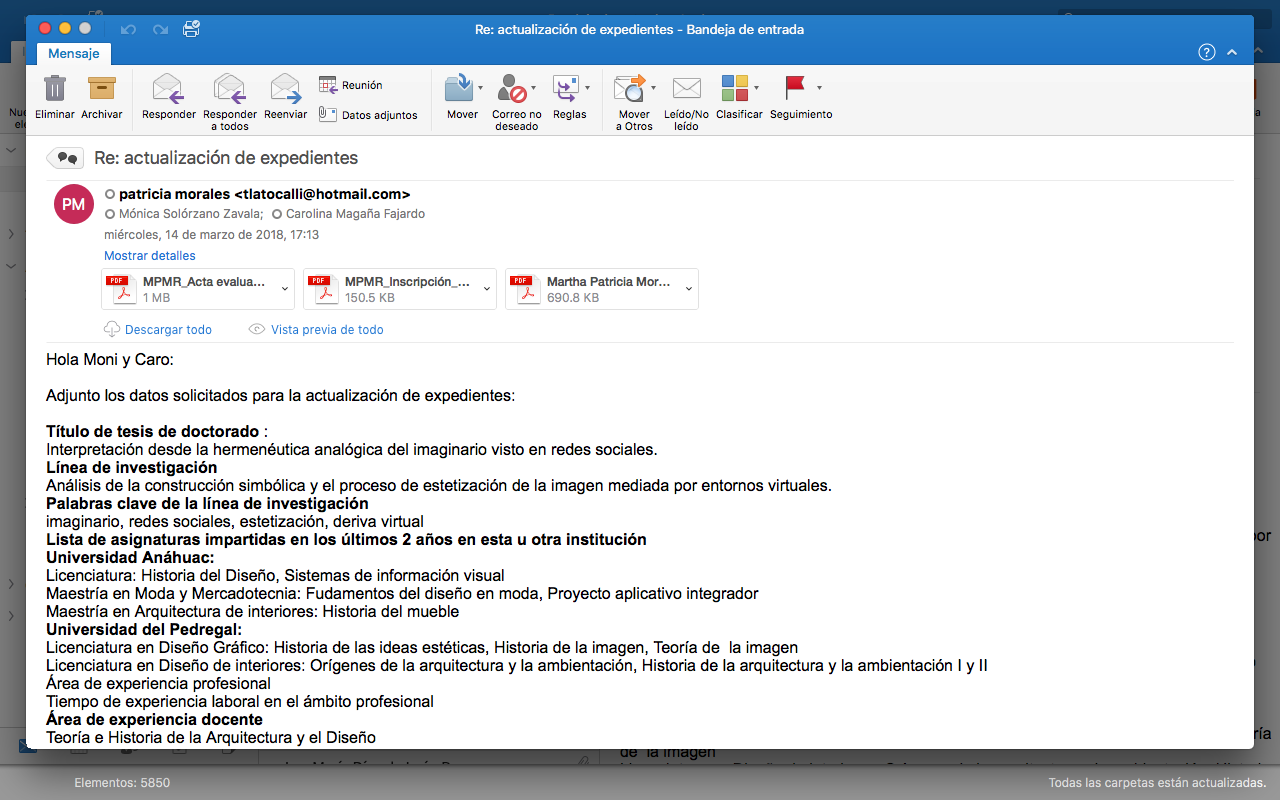 Re: actualización de expedientes - Bandeja de entrada
Mensaje
Eliminar
Archivar
Responder
Responder a todos
Reenviar
Reunión
Datos adjuntos
Mover
Correo no deseado
Reglas
Mover a Otros
Leído/No leído
Clasificar
Seguimiento
Re: actualización de expedientes
PM
patricia morales <tlatocalli@hotmail.com>
Mónica Solórzano Zavala; Carolina Magaña Fajardo
miércoles, 14 de marzo de 2018, 17:13
Mostrar detalles
PDF MPMR_Acta evalua...
1 MB
PDF MPMR_Inscripción_...
150.5 KB
PDF Martha Patricia Mor...
690.8 KB
Descargar todo Vista previa de todo
Hola Moni y Caro:
Adjunto los datos solicitados para la actualización de expedientes:
Título de tesis de doctorado :
Interpretación desde la hermenéutica analógica del imaginario visto en redes sociales.
Línea de investigación
Análisis de la construcción simbólica y el proceso de estetización de la imagen mediada por entornos virtuales.
Palabras clave de la línea de investigación
imaginario, redes sociales, estetización, deriva virtual
Lista de asignaturas impartidas en los últimos 2 años en esta u otra institución
Universidad Anáhuac:
Licenciatura: Historia del Diseño, Sistemas de información visual
Maestría en Moda y Mercadotecnia: Fudamentos del diseño en moda, Proyecto aplicativo integrador
Maestría en Arquitectura de interiores: Historia del mueble
Universidad del Pedregal:
Licenciatura en Diseño Gráfico: Historia de las ideas estéticas, Historia de la imagen, Teoría de  la imagen
Licenciatura en Diseño de interiores: Orígenes de la arquitectura y la ambientación, Historia de la arquitectura y la ambientación I y II
Área de experiencia profesional
Tiempo de experiencia laboral en el ámbito profesional
Área de experiencia docente
Teoría e Historia de la Arquitectura y el Diseño
de  la imagen
Elementos: 5850
Todas las carpetas están actualizadas.